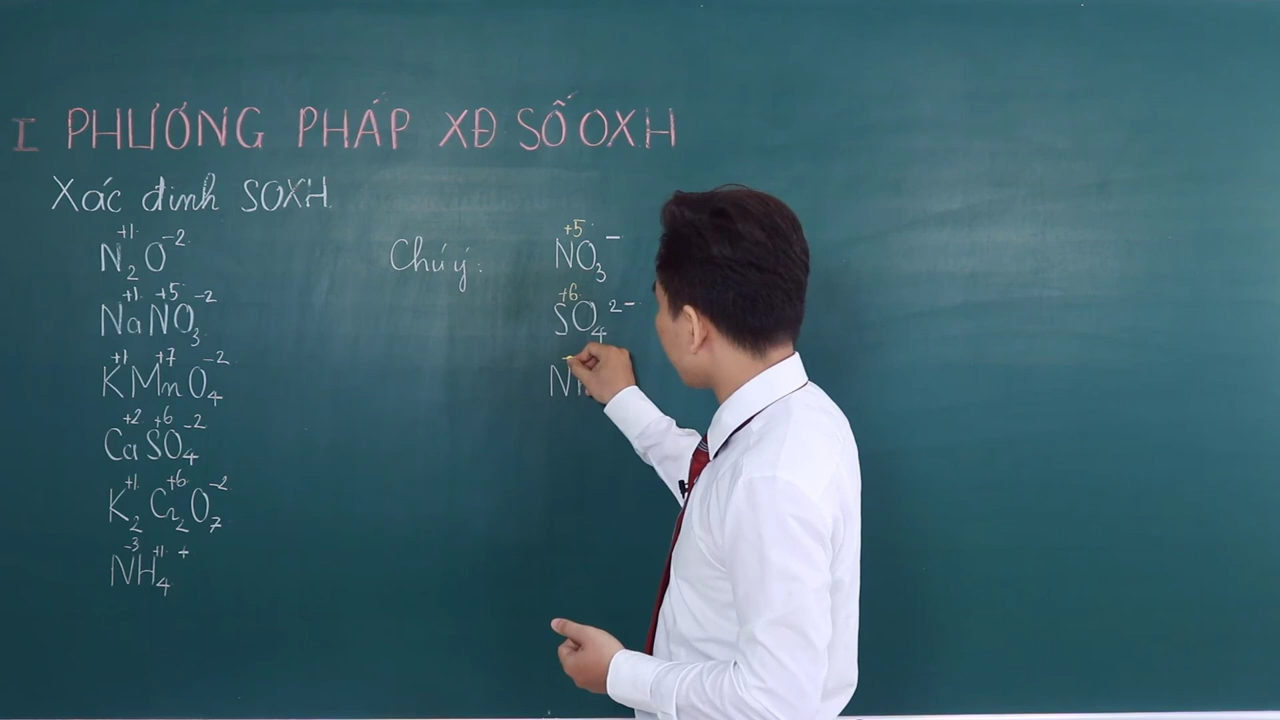 I PHƯƠNG PHÁP XĐ SỐ OXH
Xác định SOXH
+1 -2
N2O
+1 +5 -2
NaNO3
+1 +7 -2
KMnO4
+2 +6 -2
CaSO4
+1 +6 -2
K2Cr2O7
-3 +1 +
NH4
Chú ý:
+5 −
NO3
+6 2−
SO4